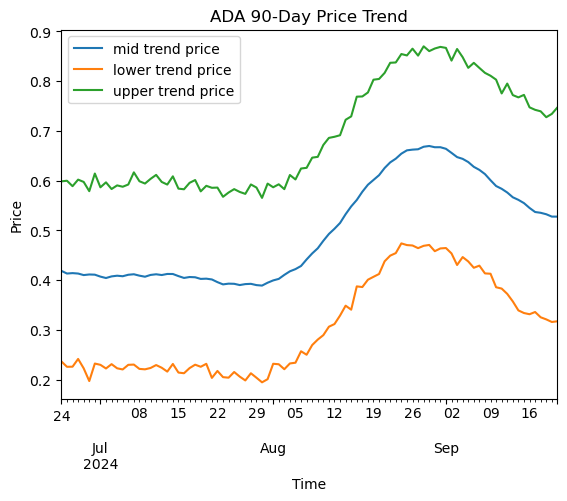 ADA 90-Day Price Trend
mid trend price
lower trend price
upper trend price
Price
0.9
0.8
0.7
0.6
0.5
0.4
0.3
0.2
24 08 15 22 29 05 12 19 26 02 09 16
Jul Aug Sep
2024
Time